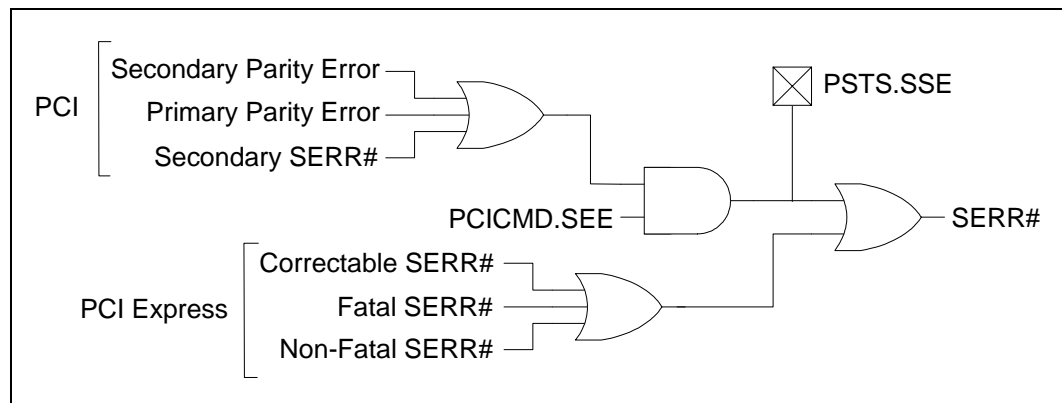 PCI
Secondary Parity Error
Primary Parity Error
Secondary SERR#
PSTS.SSE
PCICMD.SEE
SERR#
PCI Express
Correctable SERR#
Fatal SERR#
Non-Fatal SERR#